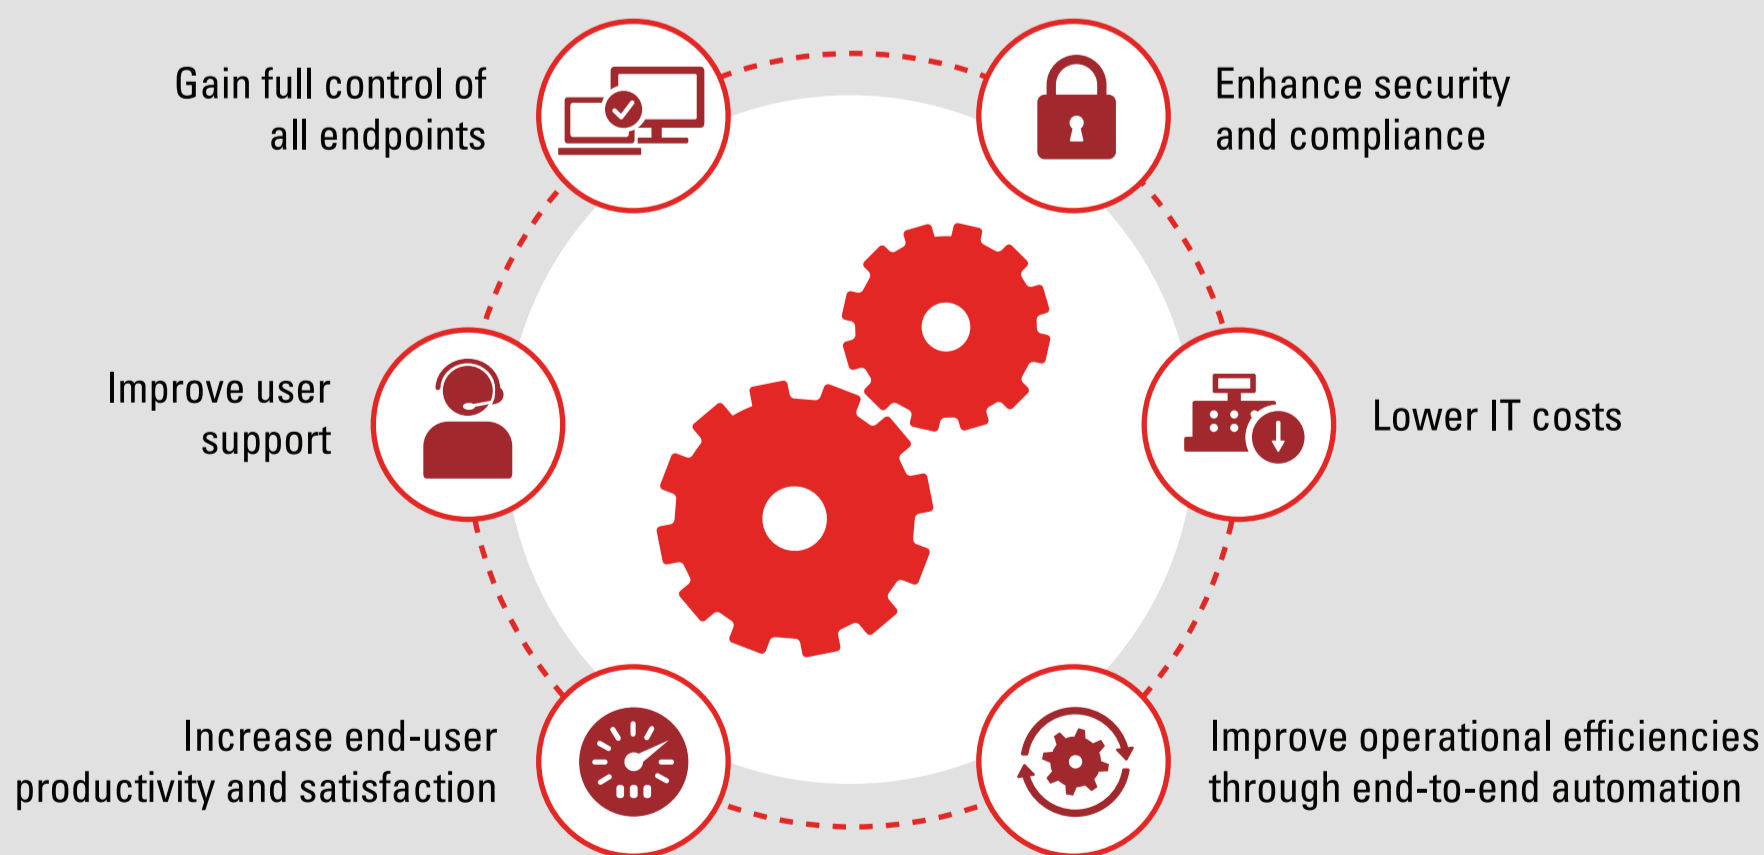 Gain full control of
all endpoints
Enhance security
and compliance
Improve user
support
Lower IT costs
Increase end-user
productivity and satisfaction
Improve operational efficiencies
through end-to-end automation